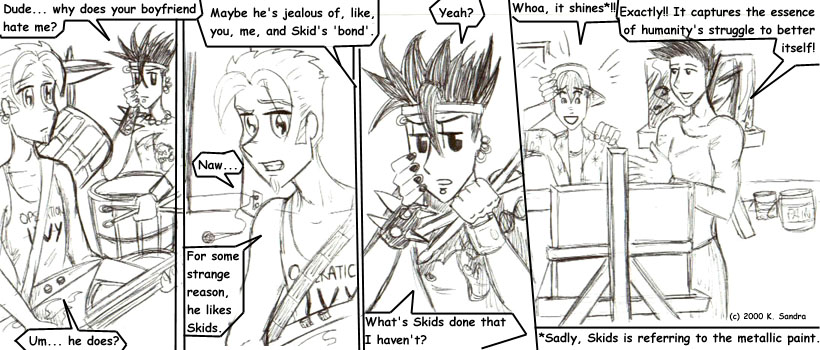 Dude... why does your boyfriend
hate me?
OPERATION
IVY
Um... he does?
Maybe he's jealous of, like,
you, me, and Skid's 'bond'.
Naw...
For some
strange
reason,
he likes
Skids.
OPERATIC
IVY
Yeah?
What's Skids done that
I haven't?
Whoa, it shines*!!
Exactly!! It captures the essence
of humanity's struggle to better
itself!
PAIN
(c) 2000 K. Sandra
*Sadly, Skids is referring to the metallic paint.